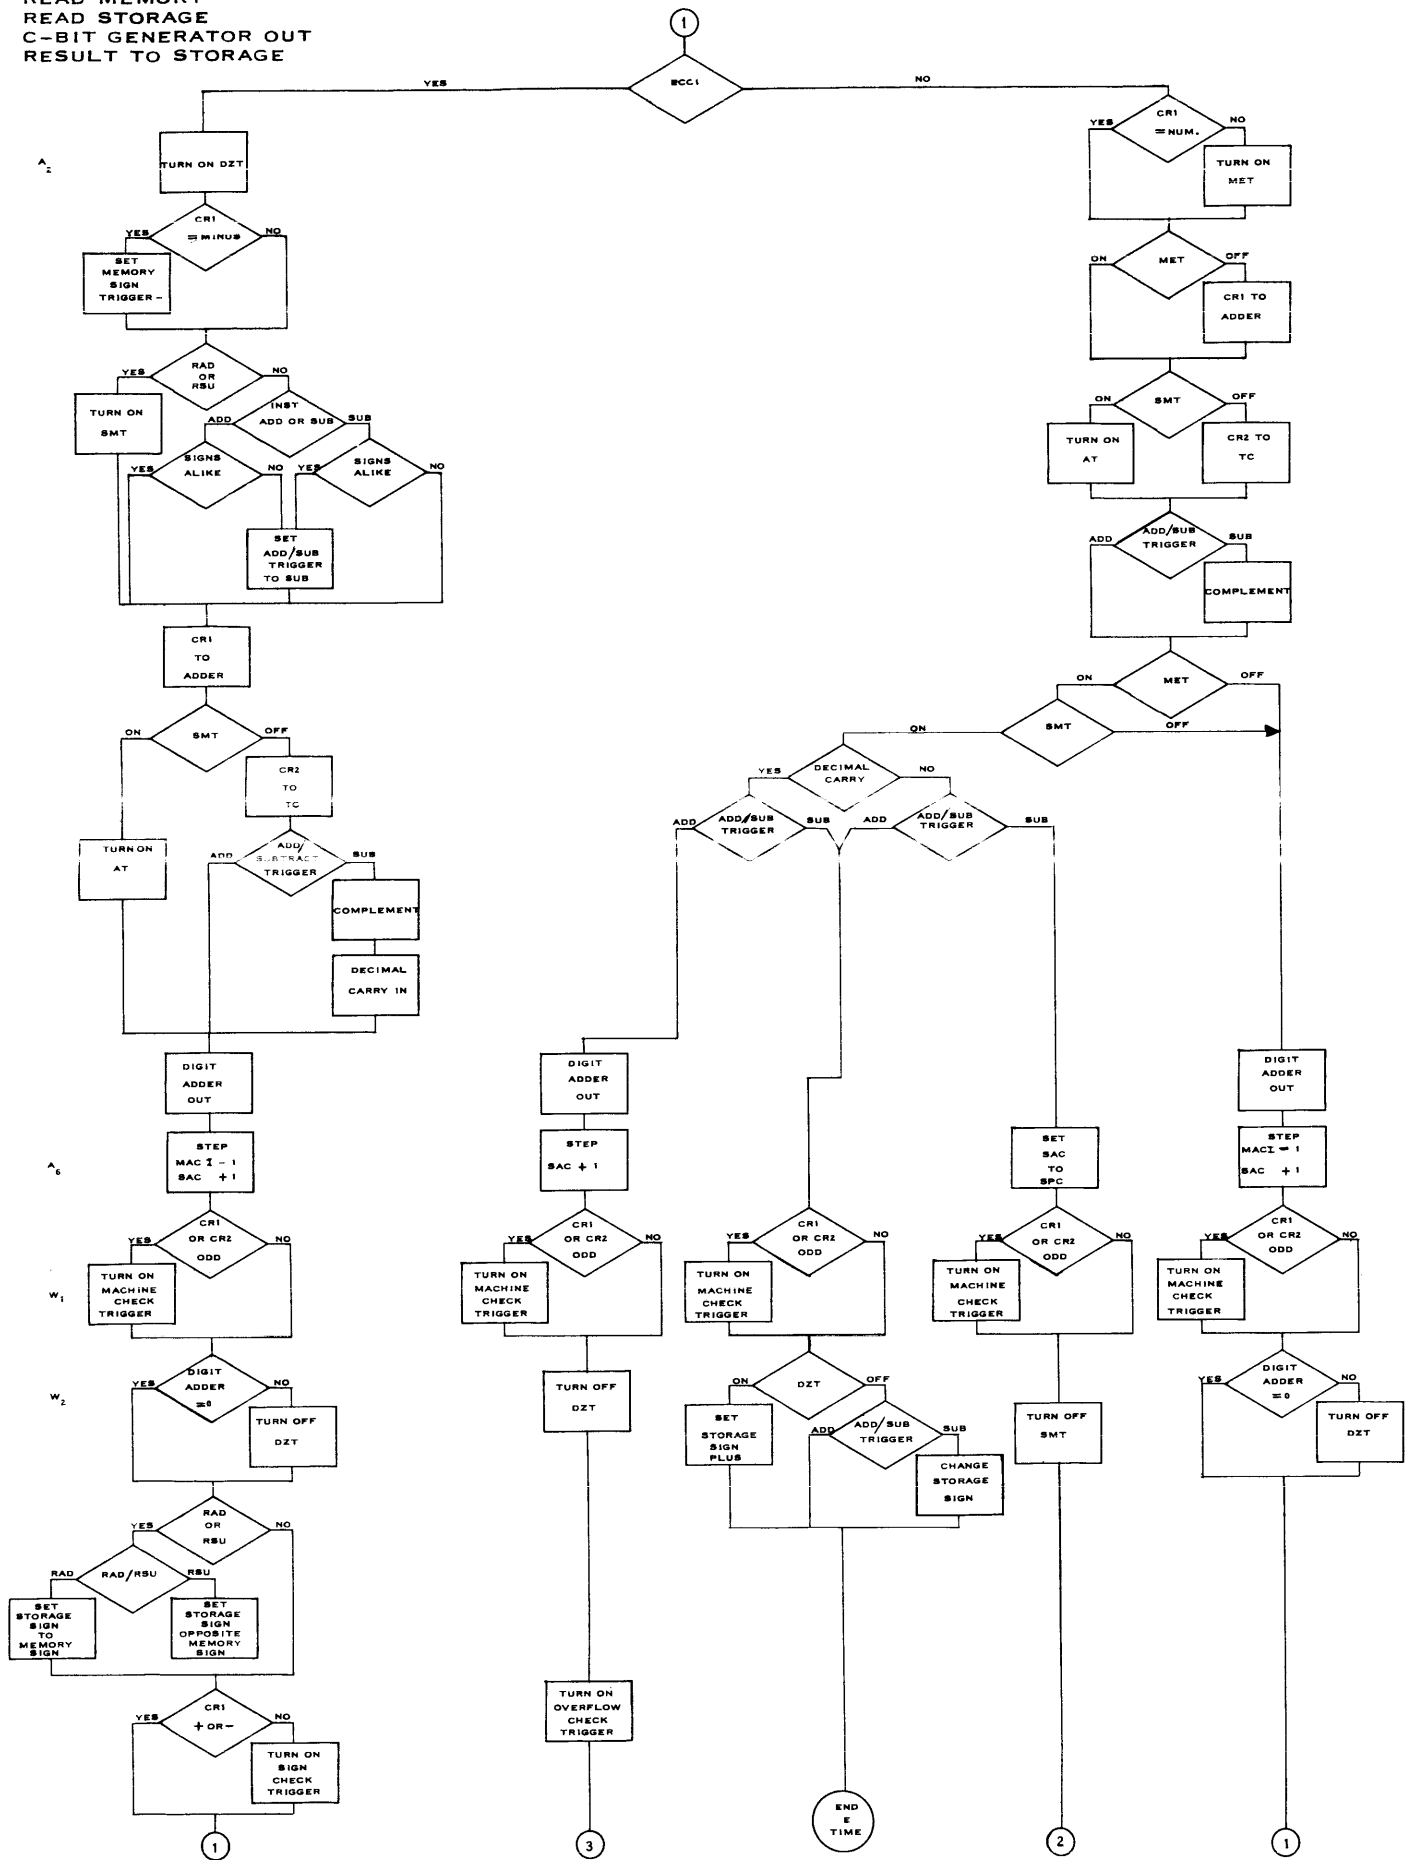 READ MEMORY
READ STORAGE
C-BIT GENERATOR OUT
RESULT TO STORAGE
1
ECC1
YES
NO
A2
TURN ON DZT
CR1
= MINUS
YES
NO
SET
MEMORY
SIGN
TRIGGER -
RAD
OR
RSU
YES
NO
TURN ON
SMT
INST
ADD OR SUB
ADD
SUB
SIGNS
ALIKE
YES
NO
SIGNS
ALIKE
YES
NO
SET
ADD/SUB
TRIGGER
TO SUB
CR1
TO
ADDER
SMT
ON
OFF
CR2
TO
TC
TURN ON
AT
ADD/
SUBTRACT
TRIGGER
ADD
SUB
COMPLEMENT
DECIMAL
CARRY IN
DIGIT
ADDER
OUT
A6
STEP
MAC I - 1
SAC + 1
CR1
OR CR2
ODD
YES
NO
W1
TURN ON
MACHINE
CHECK
TRIGGER
W2
DIGIT
ADDER
= 0
YES
NO
TURN OFF
DZT
RAD
OR
RSU
YES
NO
RAD/RSU
RAD
RSU
SET
STORAGE
SIGN
TO
MEMORY
SIGN
SET
STORAGE
SIGN
OPPOSITE
MEMORY
SIGN
CR1
+ OR -
YES
NO
TURN ON
SIGN
CHECK
TRIGGER
1
CR1
= NUM.
YES
NO
TURN ON
MET
MET
ON
OFF
CR1 TO
ADDER
SMT
ON
OFF
TURN ON
AT
CR2 TO
TC
ADD/SUB
TRIGGER
ADD
SUB
COMPLEMENT
MET
ON
OFF
SMT
ON
OFF
DECIMAL
CARRY
YES
NO
ADD/SUB
TRIGGER
ADD
SUB
ADD/SUB
TRIGGER
ADD
SUB
DIGIT
ADDER
OUT
STEP
SAC + 1
CR1
OR CR2
ODD
YES
NO
TURN ON
MACHINE
CHECK
TRIGGER
TURN OFF
DZT
TURN ON
OVERFLOW
CHECK
TRIGGER
3
CR1
OR CR2
ODD
YES
NO
TURN ON
MACHINE
CHECK
TRIGGER
DZT
ON
OFF
SET
STORAGE
SIGN
PLUS
ADD/SUB
TRIGGER
ADD
SUB
CHANGE
STORAGE
SIGN
END
E
TIME
SET
SAC
TO
SPC
CR1
OR CR2
ODD
YES
NO
TURN ON
MACHINE
CHECK
TRIGGER
TURN OFF
SMT
2
DIGIT
ADDER
OUT
STEP
MACI - 1
SAC + 1
CR1
OR CR2
ODD
YES
NO
TURN ON
MACHINE
CHECK
TRIGGER
DIGIT
ADDER
= 0
YES
NO
TURN OFF
DZT
1